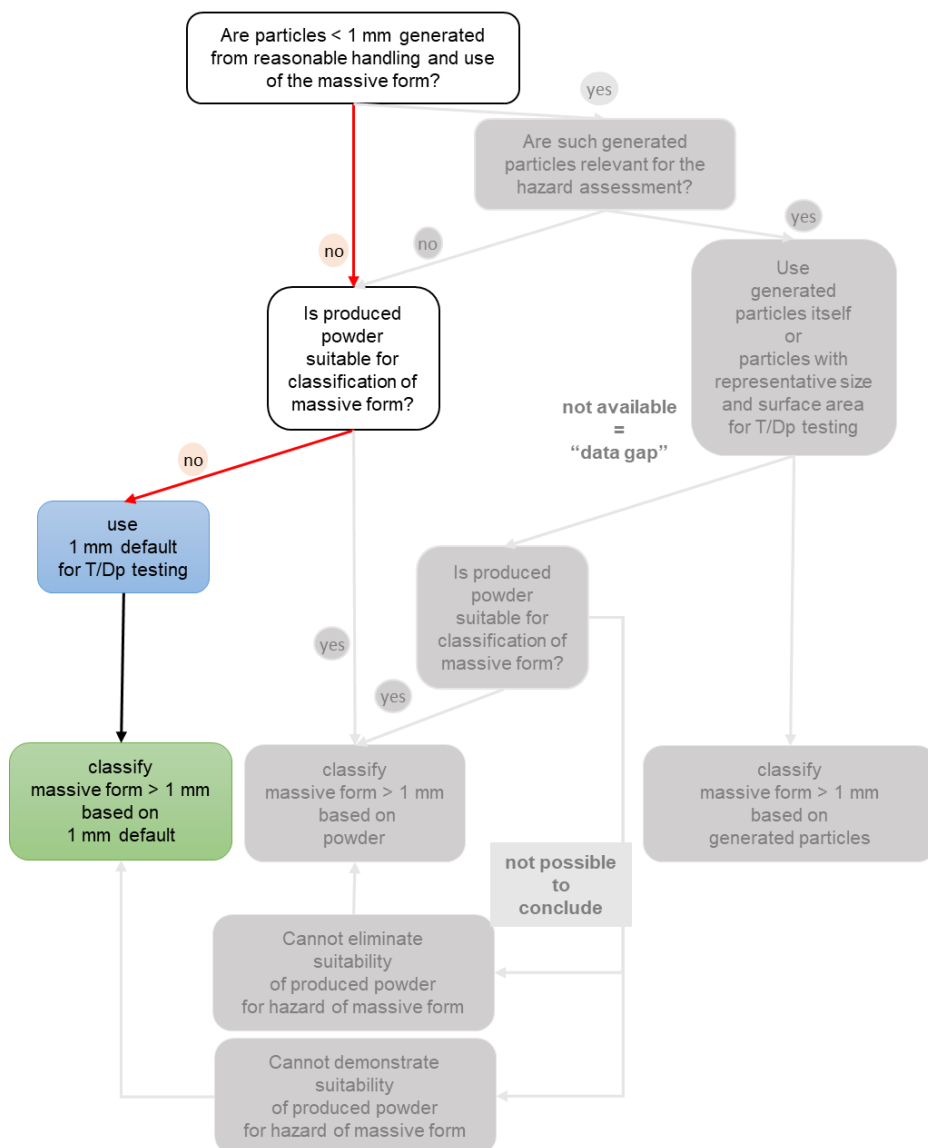 Are particles < 1 mm generated
from reasonable handling and use
of the massive form?
yes
Are such generated
particles relevant for the
hazard assessment?
yes
no
no
Use
generated
particles itself
or
particles with
representative size
and surface area
for T/Dp testing
Is produced
powder
suitable for
classification of
massive form?
not available
=
“data gap”
no
use
1 mm default
for T/Dp testing
Is produced
powder
suitable for
classification of
massive form?
yes
yes
classify
massive form > 1 mm
based on
1 mm default
classify
massive form > 1 mm
based on
powder
classify
massive form > 1 mm
based on
generated particles
not possible
to
conclude
Cannot eliminate
suitability
of produced powder
for hazard of massive form
Cannot demonstrate
suitability
of produced powder
for hazard of massive form